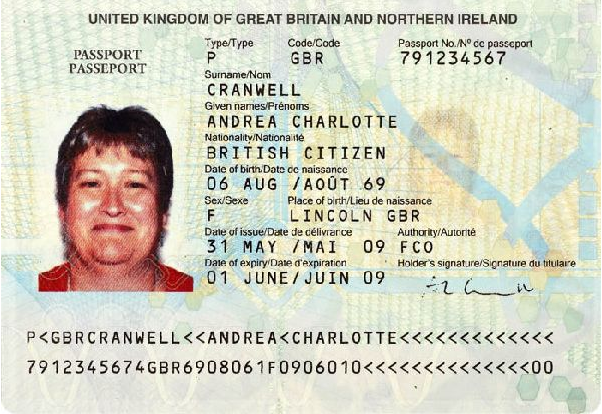 UNITED KINGDOM OF GREAT BRITAIN AND NORTHERN IRELAND
PASSPORT
PASSEPORT
Type/Type Code/Code Passport No./Nº de passeport
P GBR 791234567
Surname/Nom
CRANWELL
Given names/Prénoms
ANDREA CHARLOTTE
Nationality/Nationalité
BRITISH CITIZEN
Date of birth/Date de naissance
06 AUG /AOÛT 69
Sex/Sexe Place of birth/Lieu de naissance
F LINCOLN GBR
Date of issue/Date de délivrance Authority/Autorité
31 MAY /MAI 09 FCO
Date of expiry/Date d'expiration Holder's signature/Signature du titulaire
01 JUNE/JUIN 09
P<GBRCRANWELL<<ANDREA<CHARLOTTE<<<<<<<<<<<<<
7912345674GBR6908061F0906010<<<<<<<<<<<<<<00